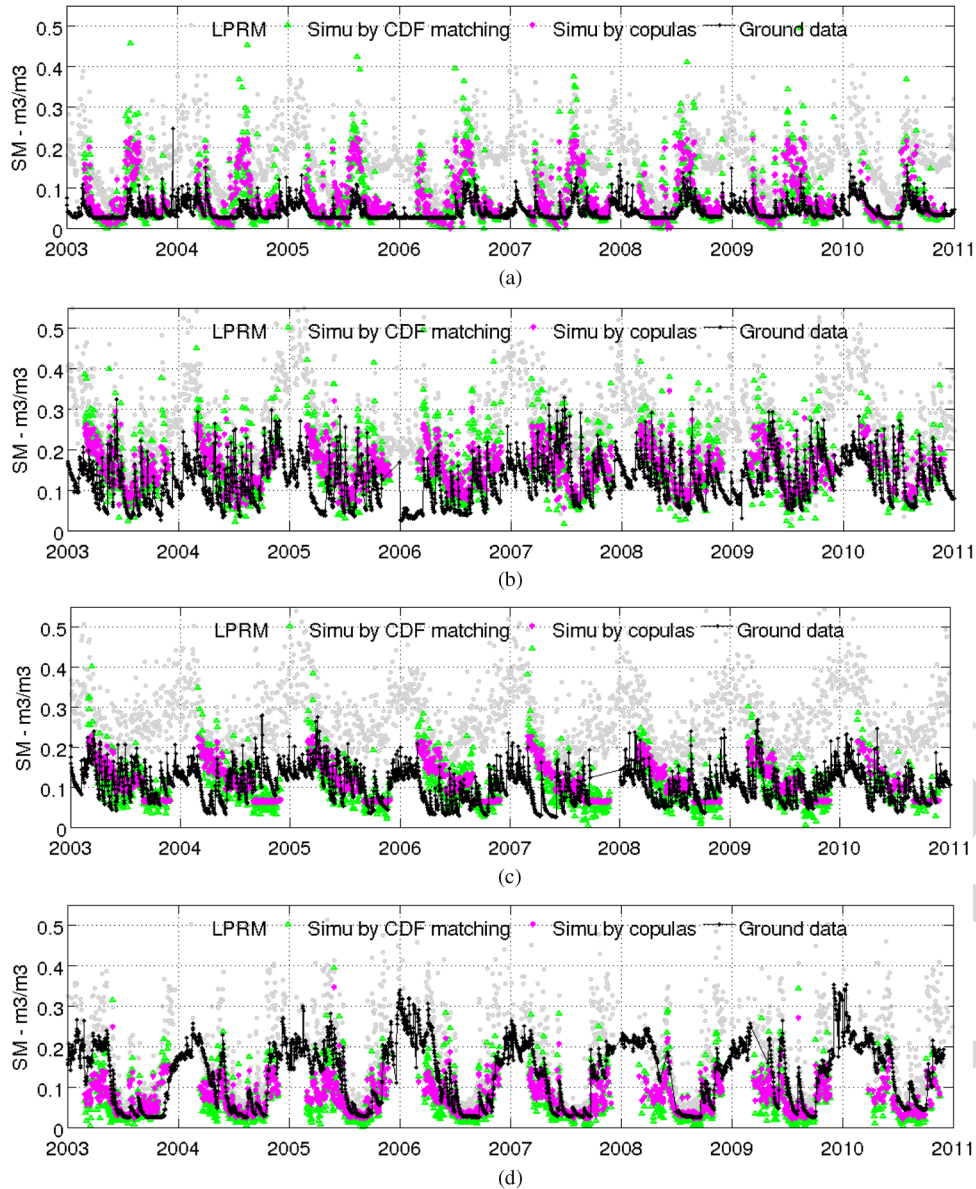 0.5
LPRM Simu by CDF matching Simu by copulas Ground data
0.4
0.3
0.2
0.1
0
SM - m3/m3
2003 2004 2005 2006 2007 2008 2009 2010 2011
(a)
0.5
LPRM Simu by CDF matching Simu by copulas Ground data
0.4
0.3
0.2
0.1
0
SM - m3/m3
2003 2004 2005 2006 2007 2008 2009 2010 2011
(b)
0.5
LPRM Simu by CDF matching Simu by copulas Ground data
0.4
0.3
0.2
0.1
0
SM - m3/m3
2003 2004 2005 2006 2007 2008 2009 2010 2011
(c)
0.5
LPRM Simu by CDF matching Simu by copulas Ground data
0.4
0.3
0.2
0.1
0
SM - m3/m3
2003 2004 2005 2006 2007 2008 2009 2010 2011
(d)